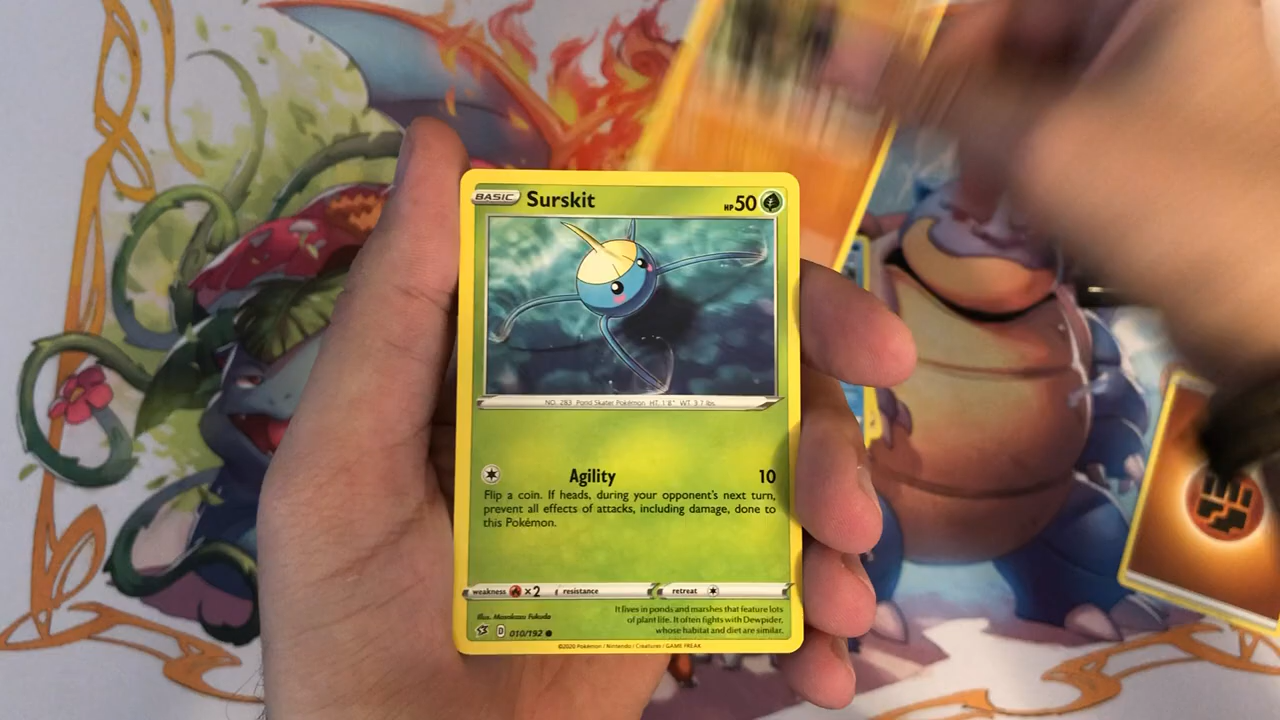 BASIC Surskit HP 50
NO. 283 Pond Skater Pokémon HT. 1'8" WT. 3.7 lbs.
Agility 10
Flip a coin. If heads, during your opponent's next turn,
prevent all effects of attacks, including damage, done to
this Pokémon.
weakness ×2 resistance retreat
Illus. Masakazu Fukuda
It lives in ponds and marshes that feature lots
of plant life. It often fights with Dewpider,
whose habitat and diet are similar.
D 010/192
©2020 Pokémon / Nintendo / Creatures / GAME FREAK